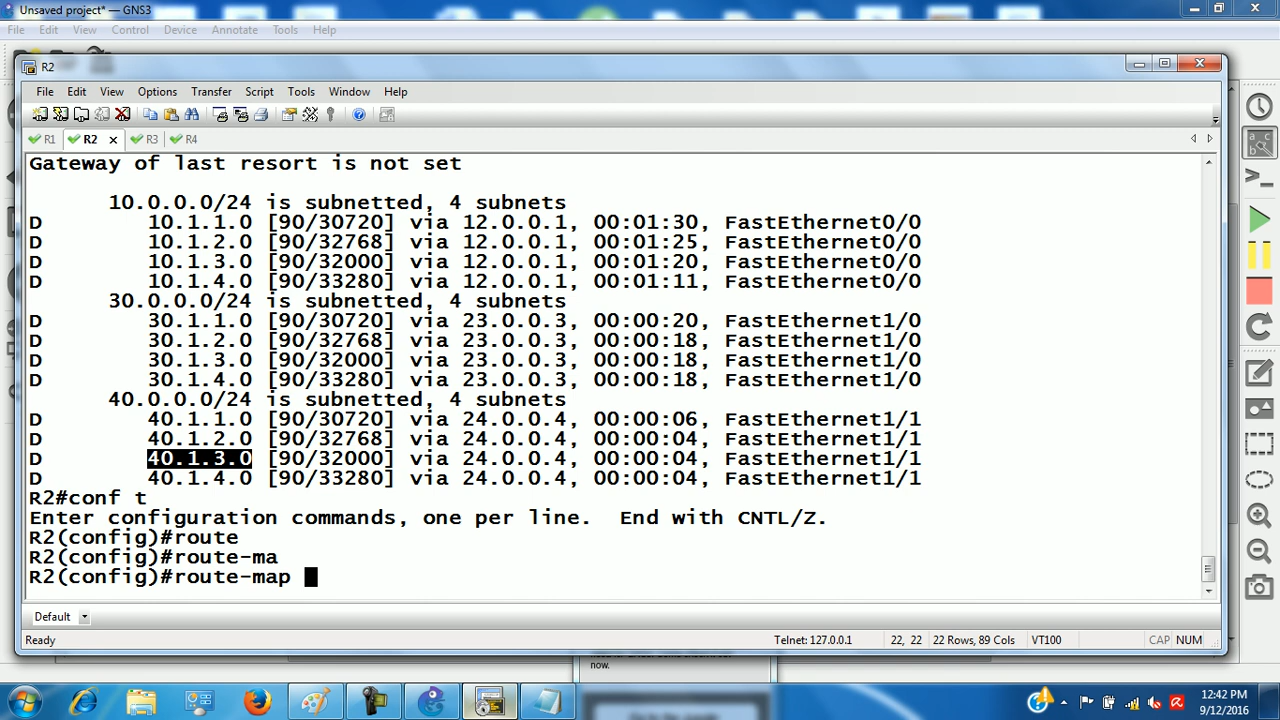 Unsaved project* — GNS3
File Edit View Control Device Annotate Tools Help
R2
File Edit View Options Transfer Script Tools Window Help
R1 R2 R3 R4
Gateway of last resort is not set
10.0.0.0/24 is subnetted, 4 subnets
D 10.1.1.0 [90/30720] via 12.0.0.1, 00:01:30, FastEthernet0/0
D 10.1.2.0 [90/32768] via 12.0.0.1, 00:01:25, FastEthernet0/0
D 10.1.3.0 [90/32000] via 12.0.0.1, 00:01:20, FastEthernet0/0
D 10.1.4.0 [90/33280] via 12.0.0.1, 00:01:11, FastEthernet0/0
30.0.0.0/24 is subnetted, 4 subnets
D 30.1.1.0 [90/30720] via 23.0.0.3, 00:00:20, FastEthernet1/0
D 30.1.2.0 [90/32768] via 23.0.0.3, 00:00:18, FastEthernet1/0
D 30.1.3.0 [90/32000] via 23.0.0.3, 00:00:18, FastEthernet1/0
D 30.1.4.0 [90/33280] via 23.0.0.3, 00:00:18, FastEthernet1/0
40.0.0.0/24 is subnetted, 4 subnets
D 40.1.1.0 [90/30720] via 24.0.0.4, 00:00:06, FastEthernet1/1
D 40.1.2.0 [90/32768] via 24.0.0.4, 00:00:04, FastEthernet1/1
D 40.1.3.0 [90/32000] via 24.0.0.4, 00:00:04, FastEthernet1/1
D 40.1.4.0 [90/33280] via 24.0.0.4, 00:00:04, FastEthernet1/1
R2#conf t
Enter configuration commands, one per line. End with CNTL/Z.
R2(config)#route
R2(config)#route-ma
R2(config)#route-map
Default
Ready Telnet: 127.0.0.1 22, 22 22 Rows, 89 Cols VT100 CAP NUM
now.
12:42 PM
9/12/2016